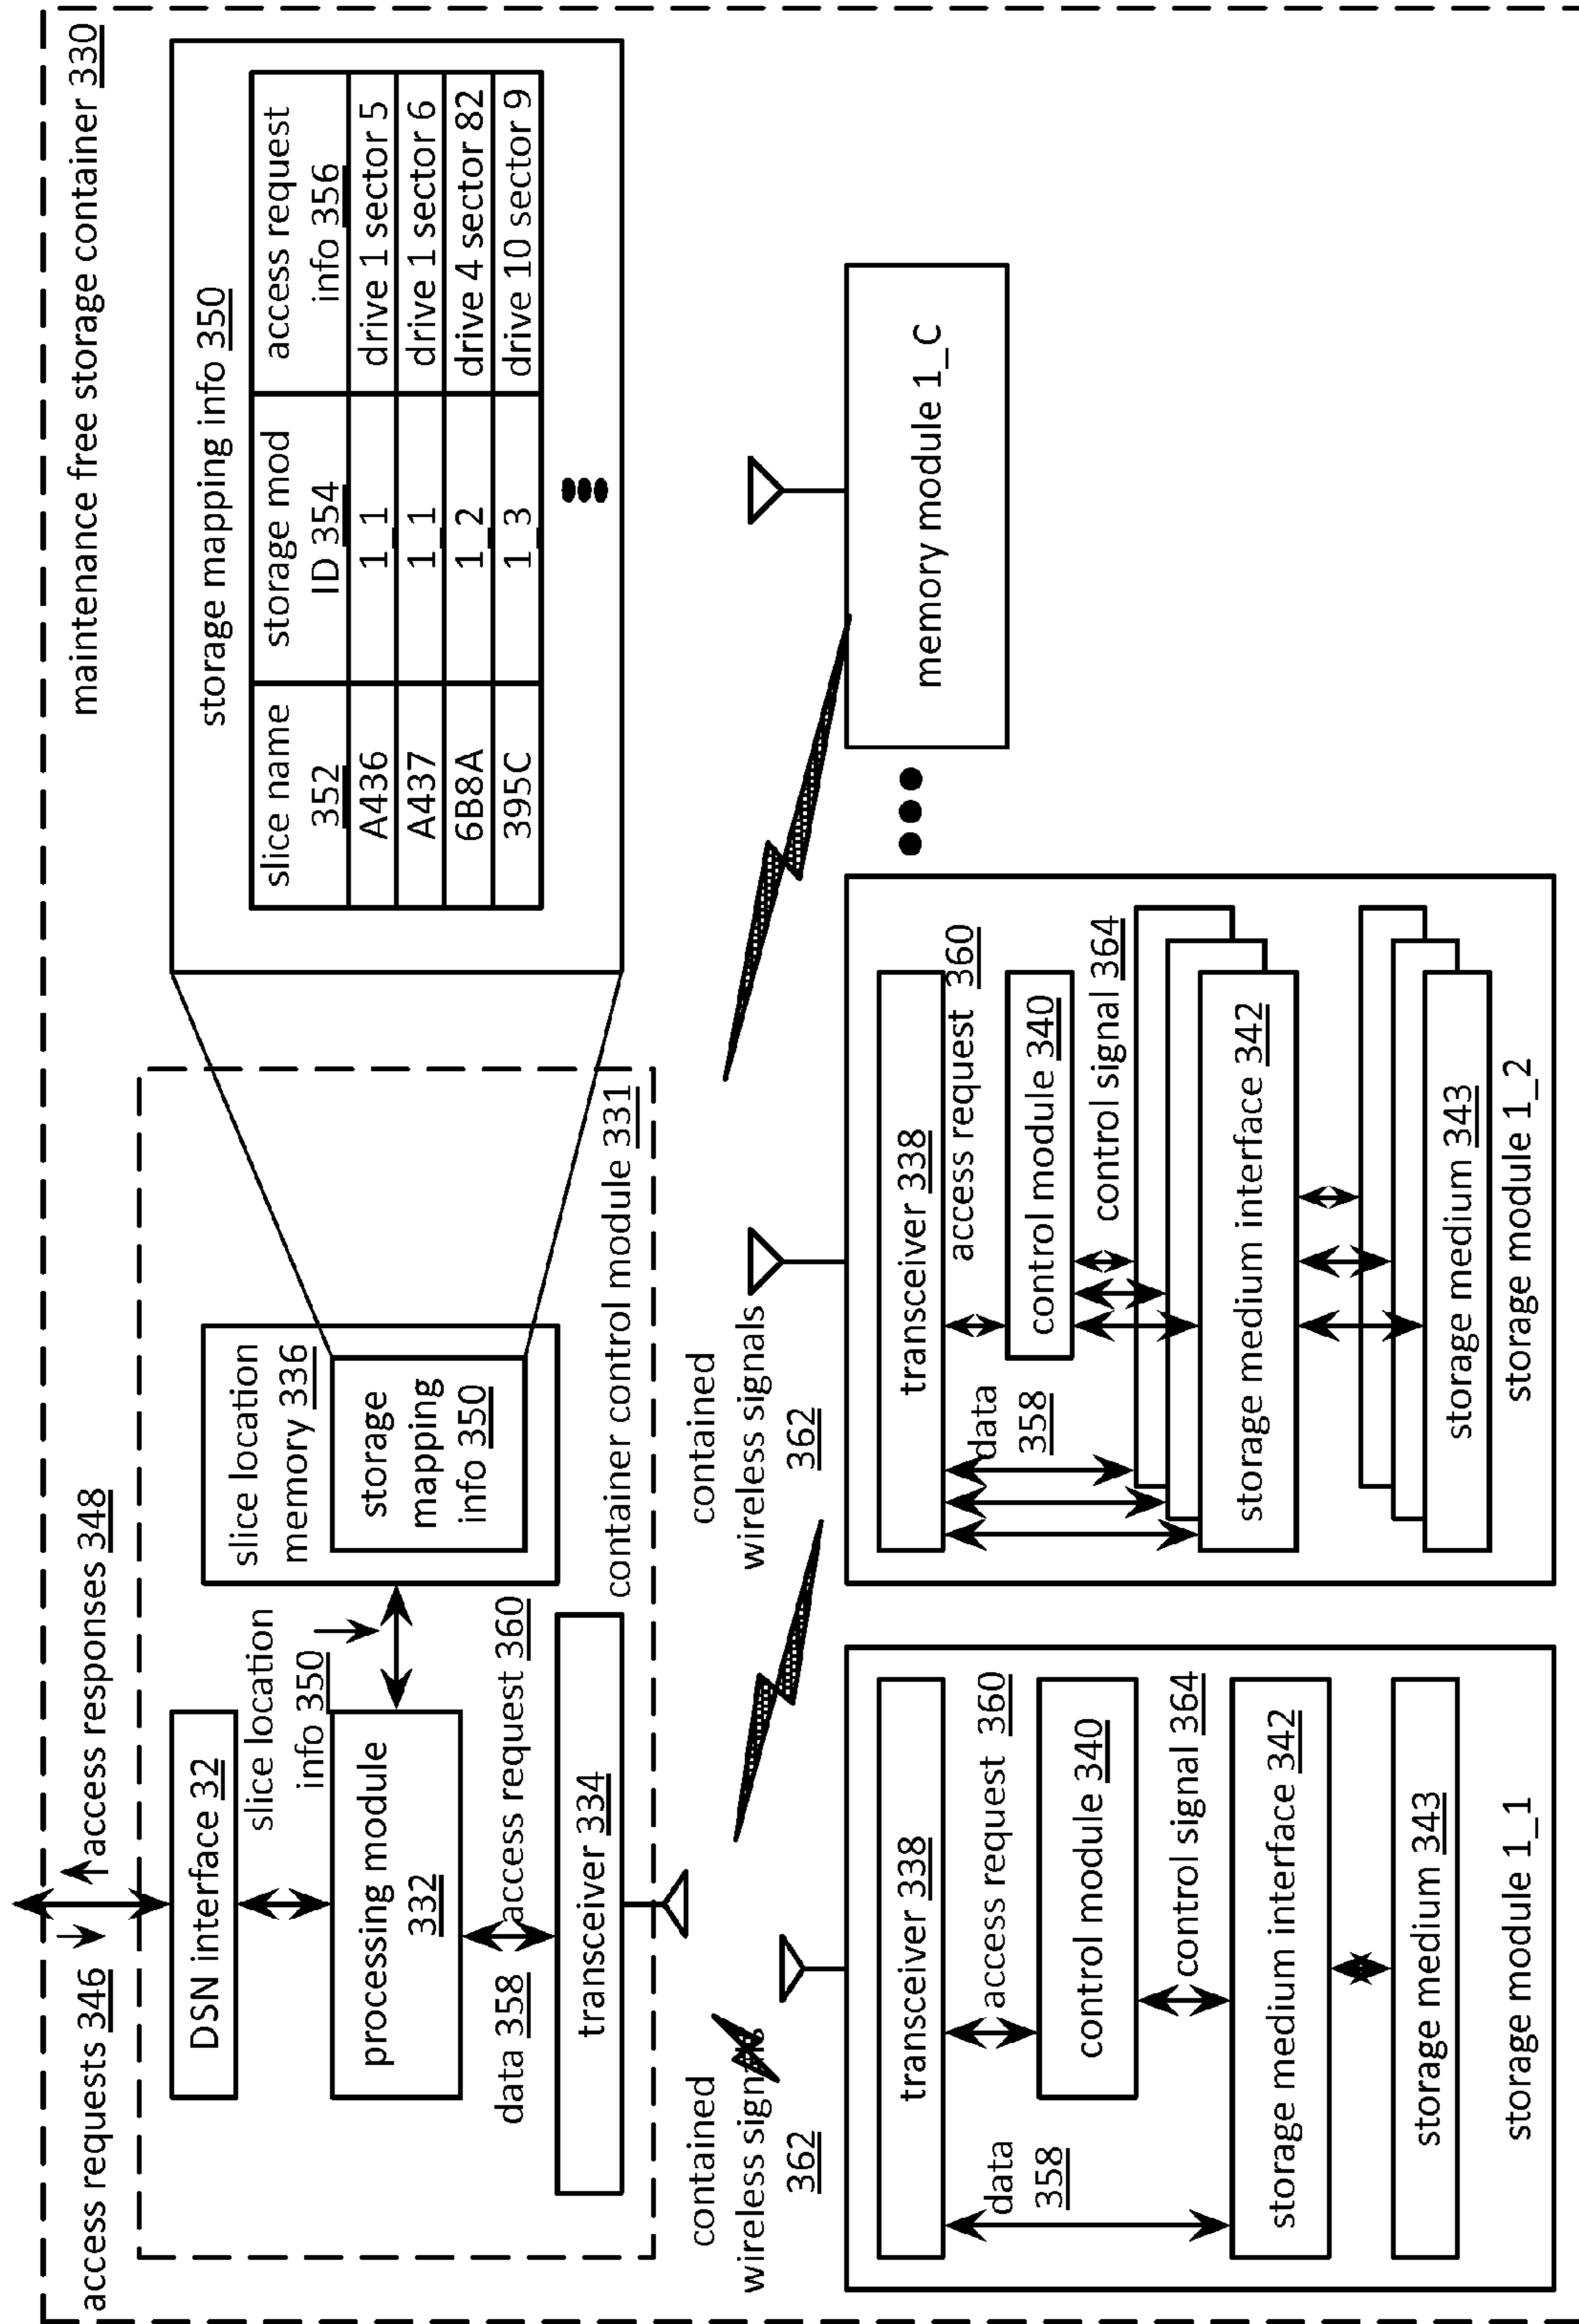 maintenance free storage container 330
access requests 346
access responses 348
DSN interface 32
slice location
info 350
processing module
332
data 358
access request 360
transceiver 334
slice location
memory 336
storage
mapping
info 350
container control module 331
storage mapping info 350
slice name
352
storage mod
ID 354
access request
info 356
A436
1_1
drive 1 sector 5
A437
1_1
drive 1 sector 6
6B8A
1_2
drive 4 sector 82
395C
1_3
drive 10 sector 9
contained
wireless signals
362
contained
wireless signals
362
transceiver 338
data
358
access request 360
control module 340
control signal 364
storage medium interface 342
storage medium 343
storage module 1_1
transceiver 338
data
358
access request 360
control module 340
control signal 364
storage medium interface 342
storage medium 343
storage module 1_2
memory module 1_C